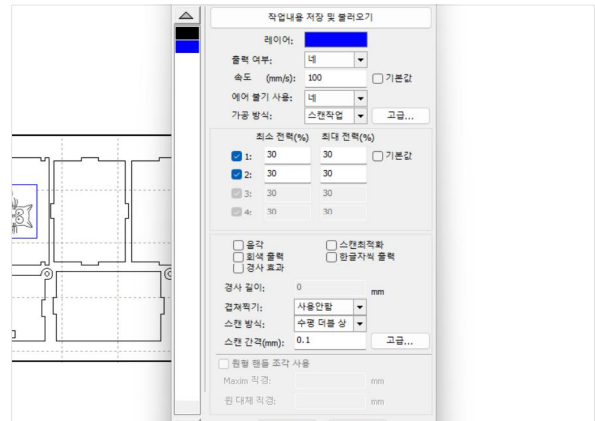 작업내용 저장 및 불러오기
레이어:
출력 여부: 네
속도 (mm/s): 100 기본값
에어 불기 사용: 네
가공 방식: 스캔작업 고급...
최소 전력(%) 최대 전력(%)
1: 30 30 기본값
2: 30 30
3: 30 30
4: 30 30
음각 스캔최적화
회색 출력 한글자씩 출력
경사 효과
경사 길이: 0 mm
겹쳐찍기: 사용안함
스캔 방식: 수평 더블 상
스캔 간격(mm): 0.1 고급...
원형 핸들 조각 사용
Maxim 직경: mm
원 대체 직경: mm